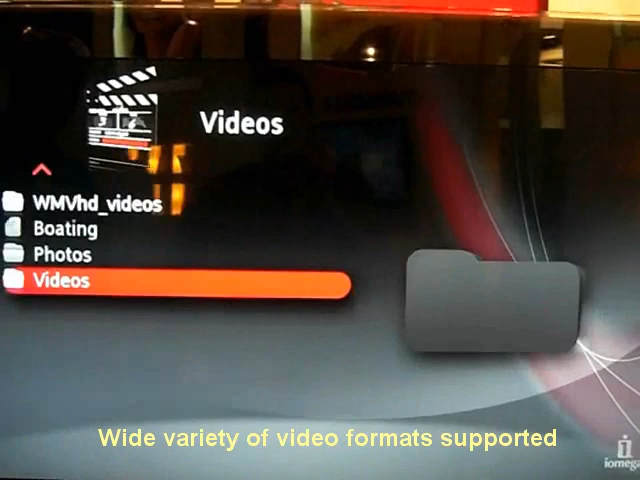 Videos
WMVhd_videos
Boating
Photos
Videos
Wide variety of video formats supported
iomega